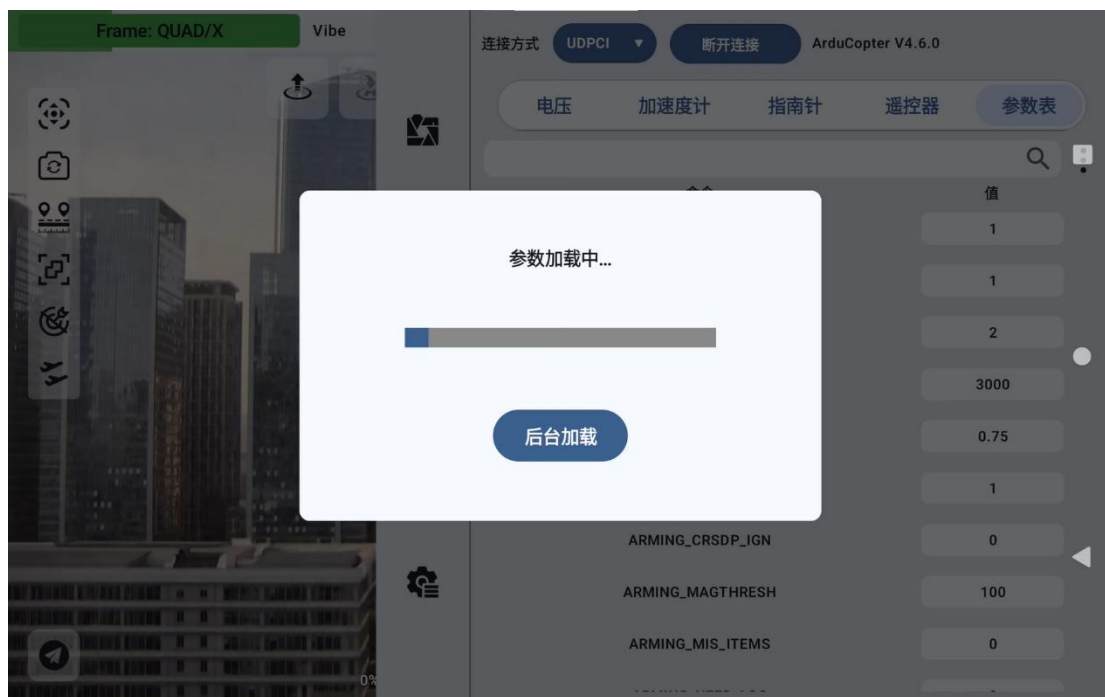 Frame: QUAD/X
Vibe
连接方式 UDPCI 断开连接 ArduCopter V4.6.0
电压 加速度计 指南针 遥控器 参数表
值
1
1
2
3000
0.75
1
参数加载中...
后台加载
ARMING_CRSDP_IGN 0
ARMING_MAGTHRESH 100
ARMING_MIS_ITEMS 0
0%